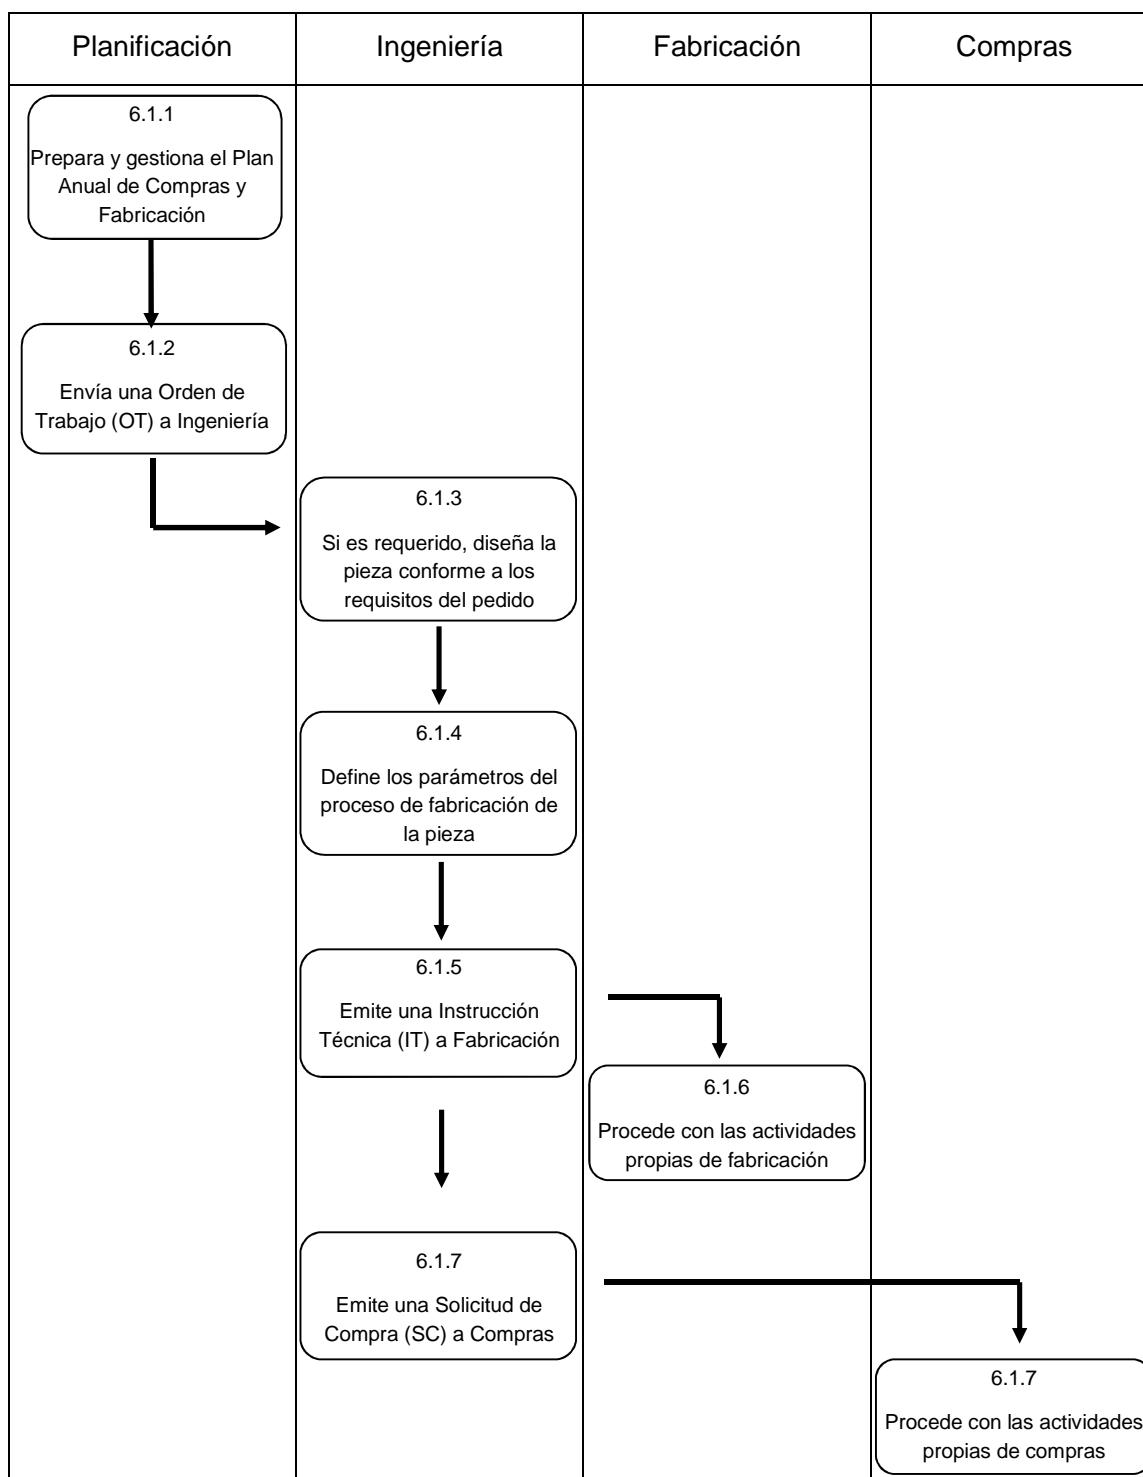 Planificación
Ingeniería
Fabricación
Compras
6.1.1
Prepara y gestiona el Plan
Anual de Compras y
Fabricación
6.1.2
Envía una Orden de
Trabajo (OT) a Ingeniería
6.1.3
Si es requerido, diseña la
pieza conforme a los
requisitos del pedido
6.1.4
Define los parámetros del
proceso de fabricación de
la pieza
6.1.5
Emite una Instrucción
Técnica (IT) a Fabricación
6.1.6
Procede con las actividades
propias de fabricación
6.1.7
Emite una Solicitud de
Compra (SC) a Compras
6.1.7
Procede con las actividades
propias de compras